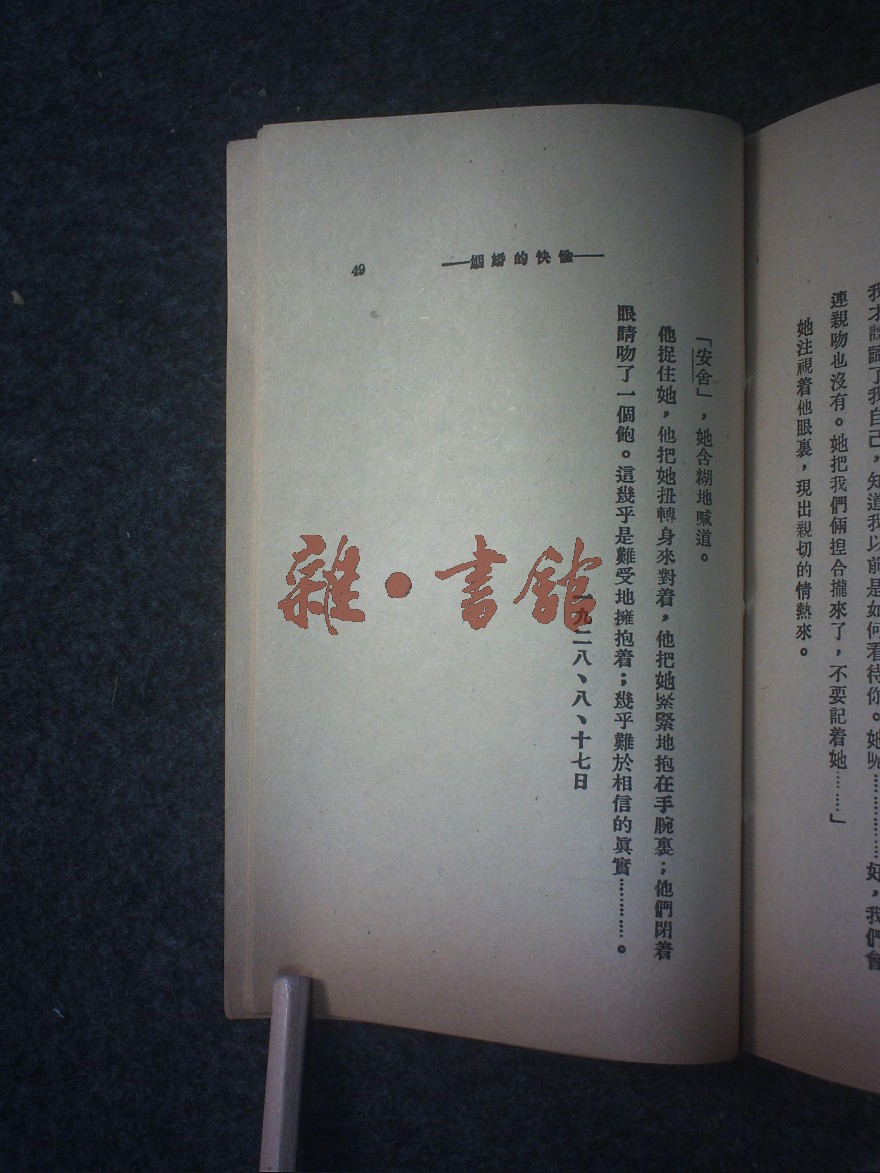 我才認識了我自己，知道我以前是如何看待你。她呢……………好，我們會
連親吻也沒有。她把我們倆捏合攏來了，不要記着她………」
她注視着他眼裏，現出親切的情熱來。
「安舍」，她含糊地喊道。
他捉住她，他把她扭轉身來對着，他把她緊緊地抱在手腕裏；他們閉着
眼睛吻了一個飽。這幾乎是難受地擁抱着；幾乎難於相信的眞實……………。
一九二八、八、十七日
——姻婚的快愉——
49
雜•書館